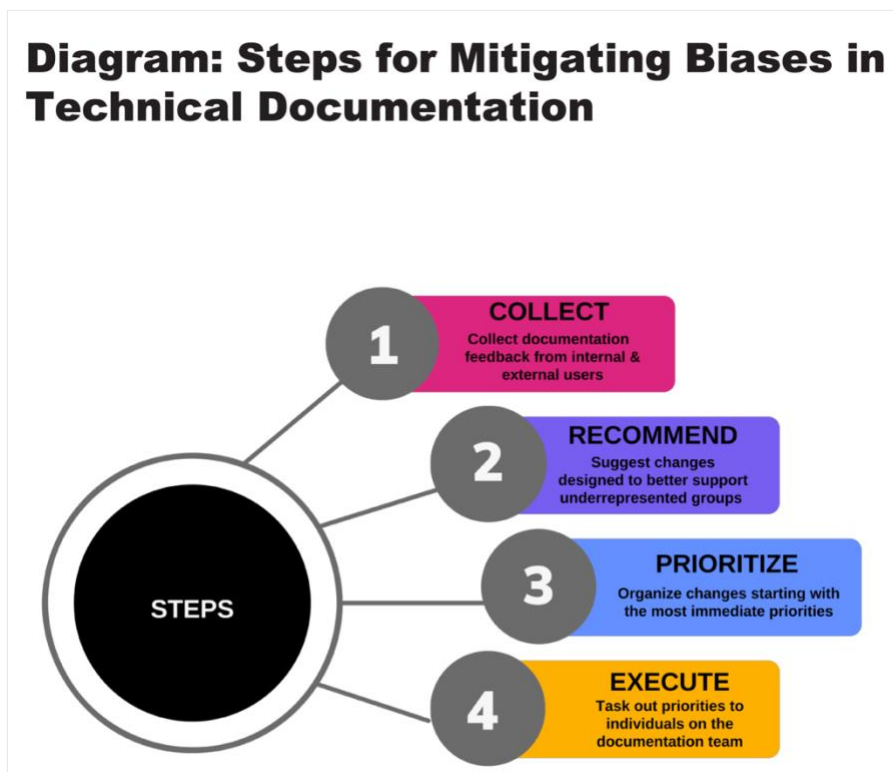 Diagram: Steps for Mitigating Biases in
Technical Documentation
1
COLLECT
Collect documentation
feedback from internal &
external users
2
RECOMMEND
Suggest changes
designed to better support
underrepresented groups
3
PRIORITIZE
Organize changes starting with
the most immediate priorities
STEPS
4
EXECUTE
Task out priorities to
individuals on the
documentation team